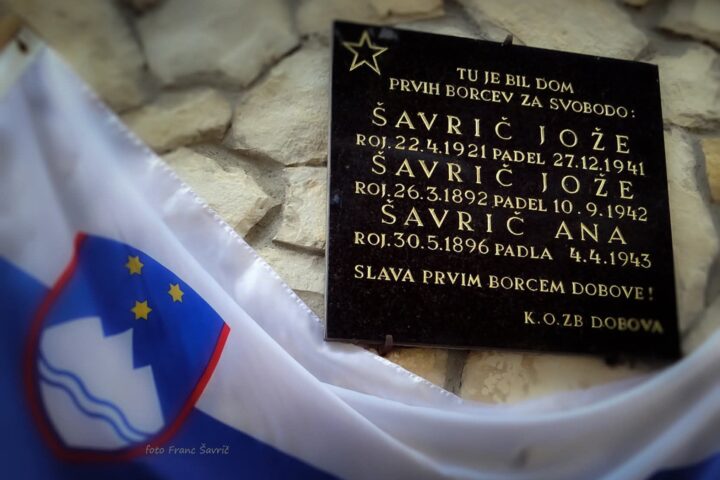 TU JE BIL DOM
PRVIH BORCEV ZA SVOBODO:
ŠAVRIČ JOŽE
ROJ. 22.4.1921 PADEL 27.12.1941
ŠAVRIČ JOŽE
ROJ. 26.3.1892 PADEL 10.9.1942
ŠAVRIČ ANA
ROJ. 30.5.1896 PADLA 4.4.1943
SLAVA PRVIM BORCEM DOBOVE!
K.O.ZB DOBOVA
foto Franc Šavrič